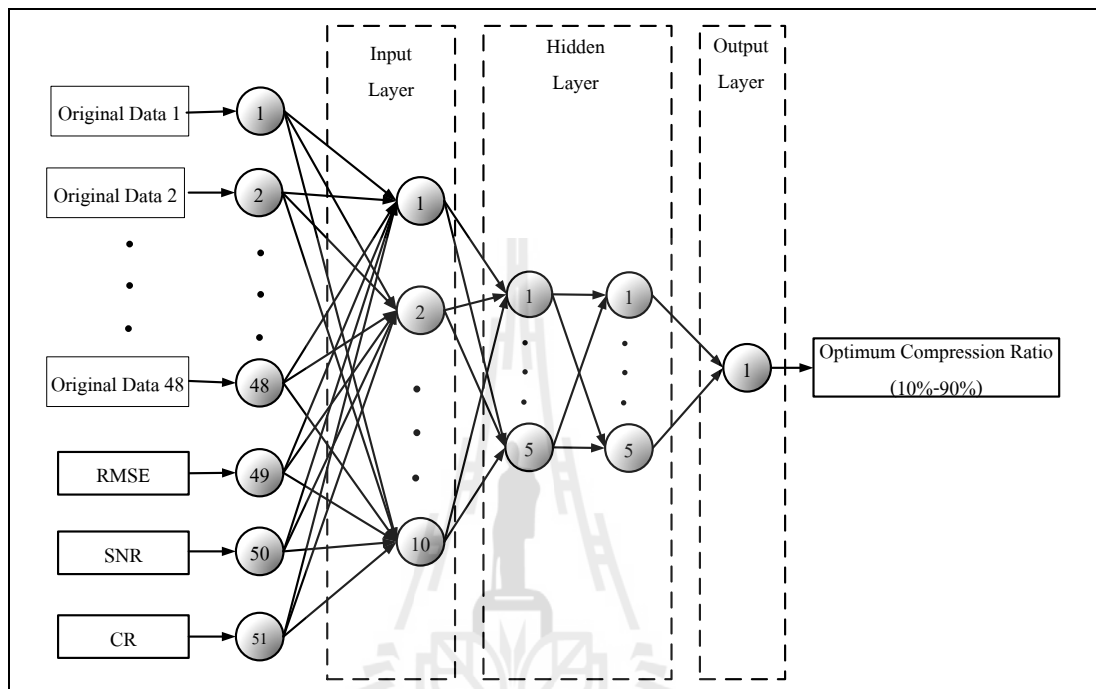 Input
Layer
Hidden
Layer
Output
Layer
Original Data 1
1
Original Data 2
2
Original Data 48
48
RMSE
49
SNR
50
CR
51
1
2
10
1
5
1
5
1
Optimum Compression Ratio
(10%-90%)